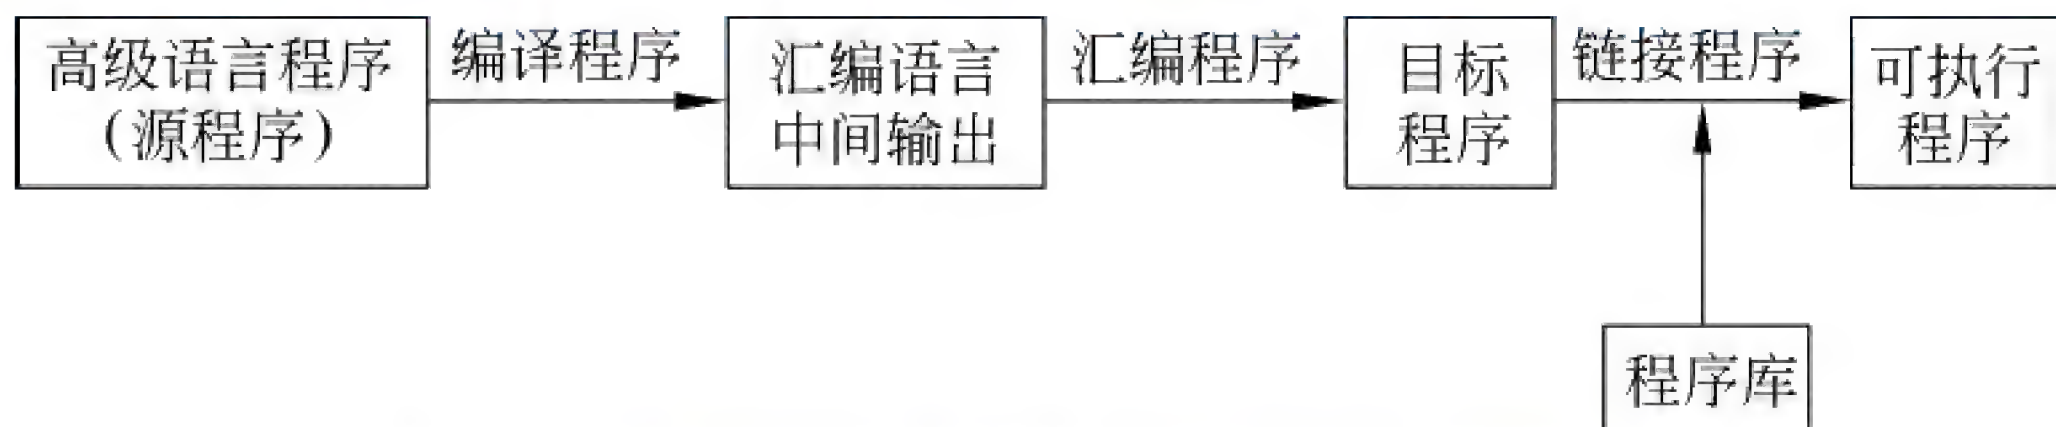 高级语言程序
(源程序)
编译程序
汇编语言
中间输出
汇编程序
目标
程序
链接程序
可执行
程序
程序库